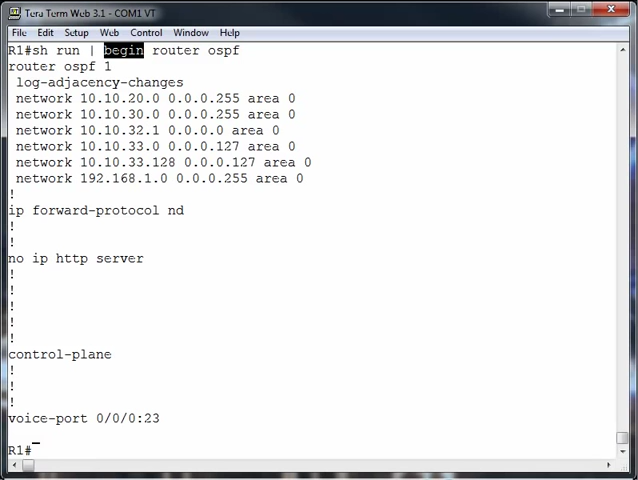 Tera Term Web 3.1 - COM1 VT
File Edit Setup Web Control Window Help
R1#sh run | begin router ospf
router ospf 1
log-adjacency-changes
network 10.10.20.0 0.0.0.255 area 0
network 10.10.30.0 0.0.0.255 area 0
network 10.10.32.1 0.0.0.0 area 0
network 10.10.33.0 0.0.0.127 area 0
network 10.10.33.128 0.0.0.127 area 0
network 192.168.1.0 0.0.0.255 area 0
!
ip forward-protocol nd
!
!
no ip http server
!
!
!
!
!
control-plane
!
!
!
voice-port 0/0/0:23
R1#